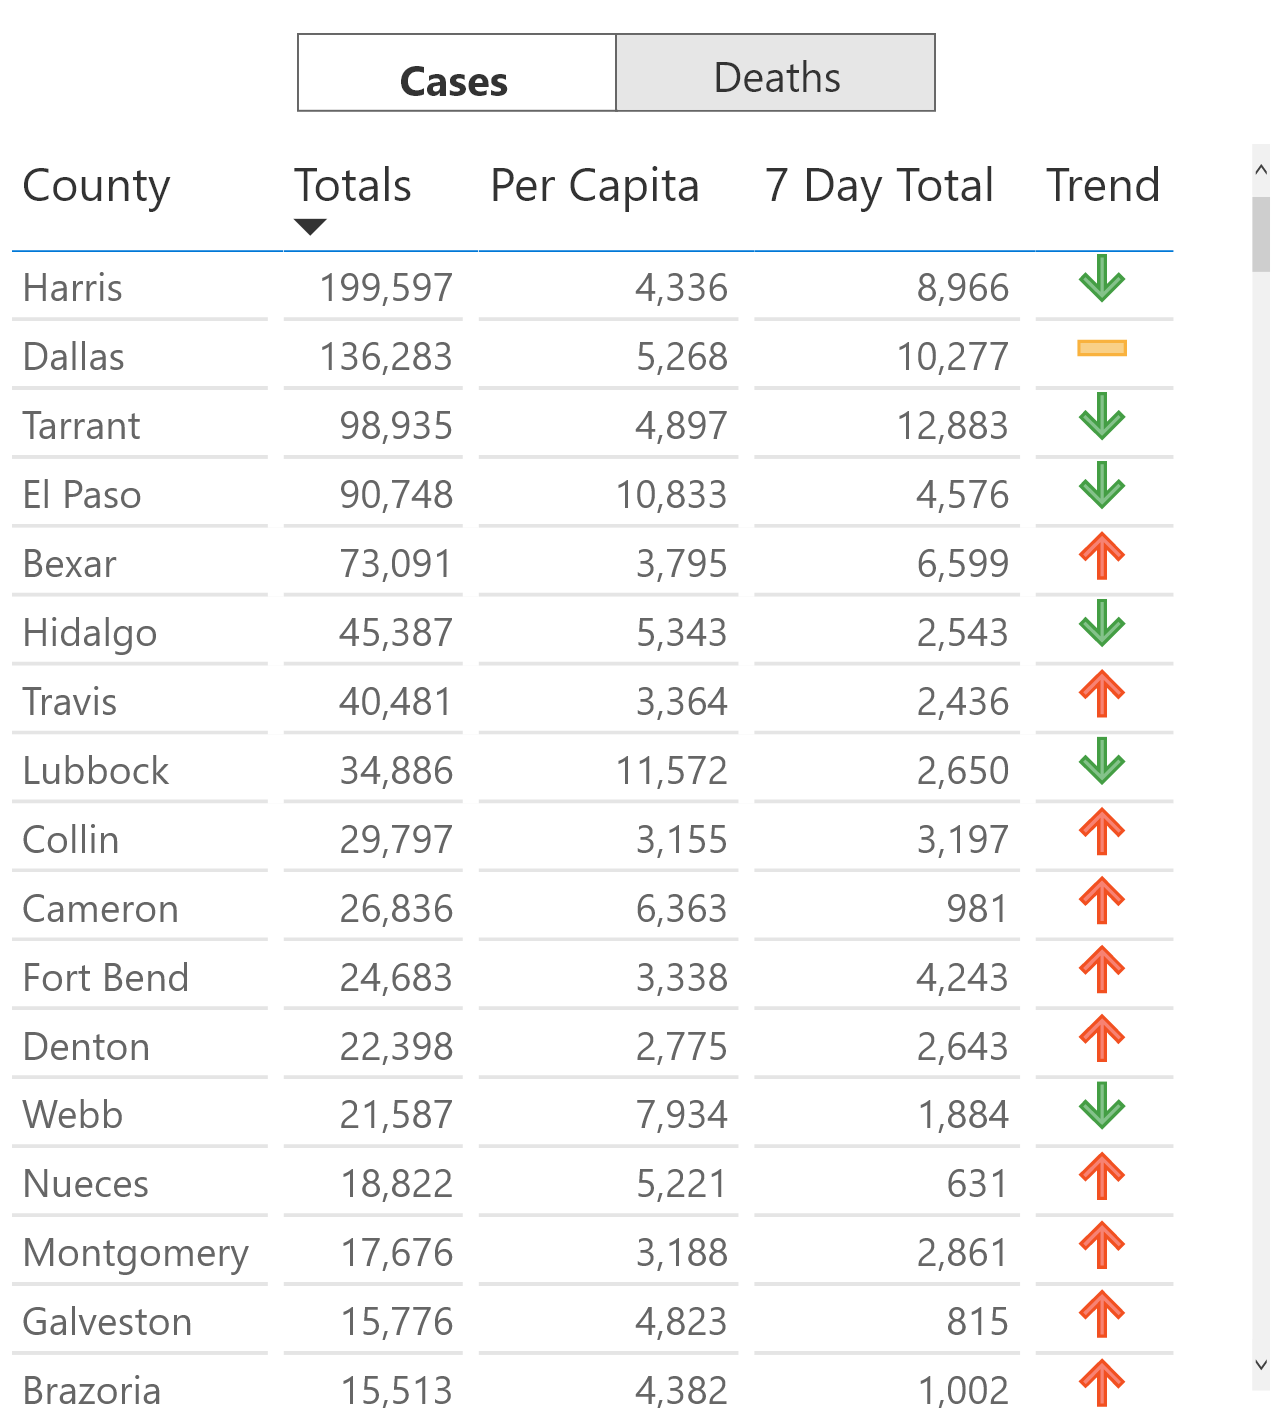 Cases Deaths
County Totals Per Capita 7 Day Total Trend
Harris 199,597 4,336 8,966
Dallas 136,283 5,268 10,277
Tarrant 98,935 4,897 12,883
El Paso 90,748 10,833 4,576
Bexar 73,091 3,795 6,599
Hidalgo 45,387 5,343 2,543
Travis 40,481 3,364 2,436
Lubbock 34,886 11,572 2,650
Collin 29,797 3,155 3,197
Cameron 26,836 6,363 981
Fort Bend 24,683 3,338 4,243
Denton 22,398 2,775 2,643
Webb 21,587 7,934 1,884
Nueces 18,822 5,221 631
Montgomery 17,676 3,188 2,861
Galveston 15,776 4,823 815
Brazoria 15,513 4,382 1,002